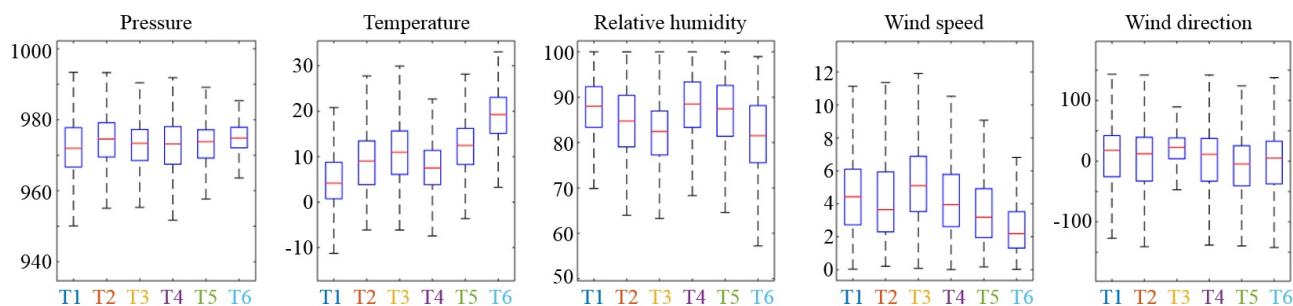 Pressure
1000
980
960
940
T1 T2 T3 T4 T5 T6
Temperature
30
20
10
0
-10
T1 T2 T3 T4 T5 T6
Relative humidity
100
90
80
70
60
50
T1 T2 T3 T4 T5 T6
Wind speed
12
10
8
6
4
2
0
T1 T2 T3 T4 T5 T6
Wind direction
100
0
-100
T1 T2 T3 T4 T5 T6